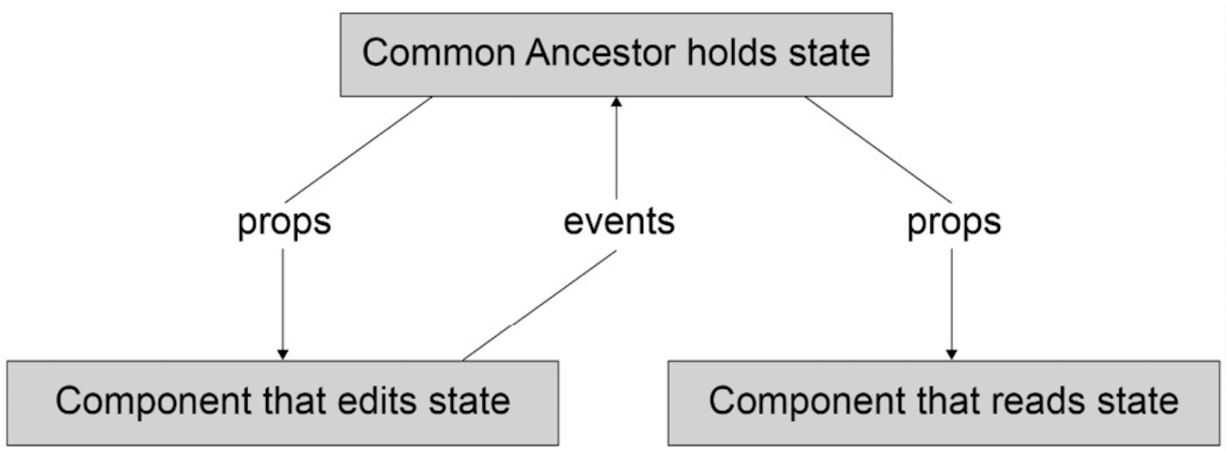 Common Ancestor holds state
props
events
props
Component that edits state
Component that reads state